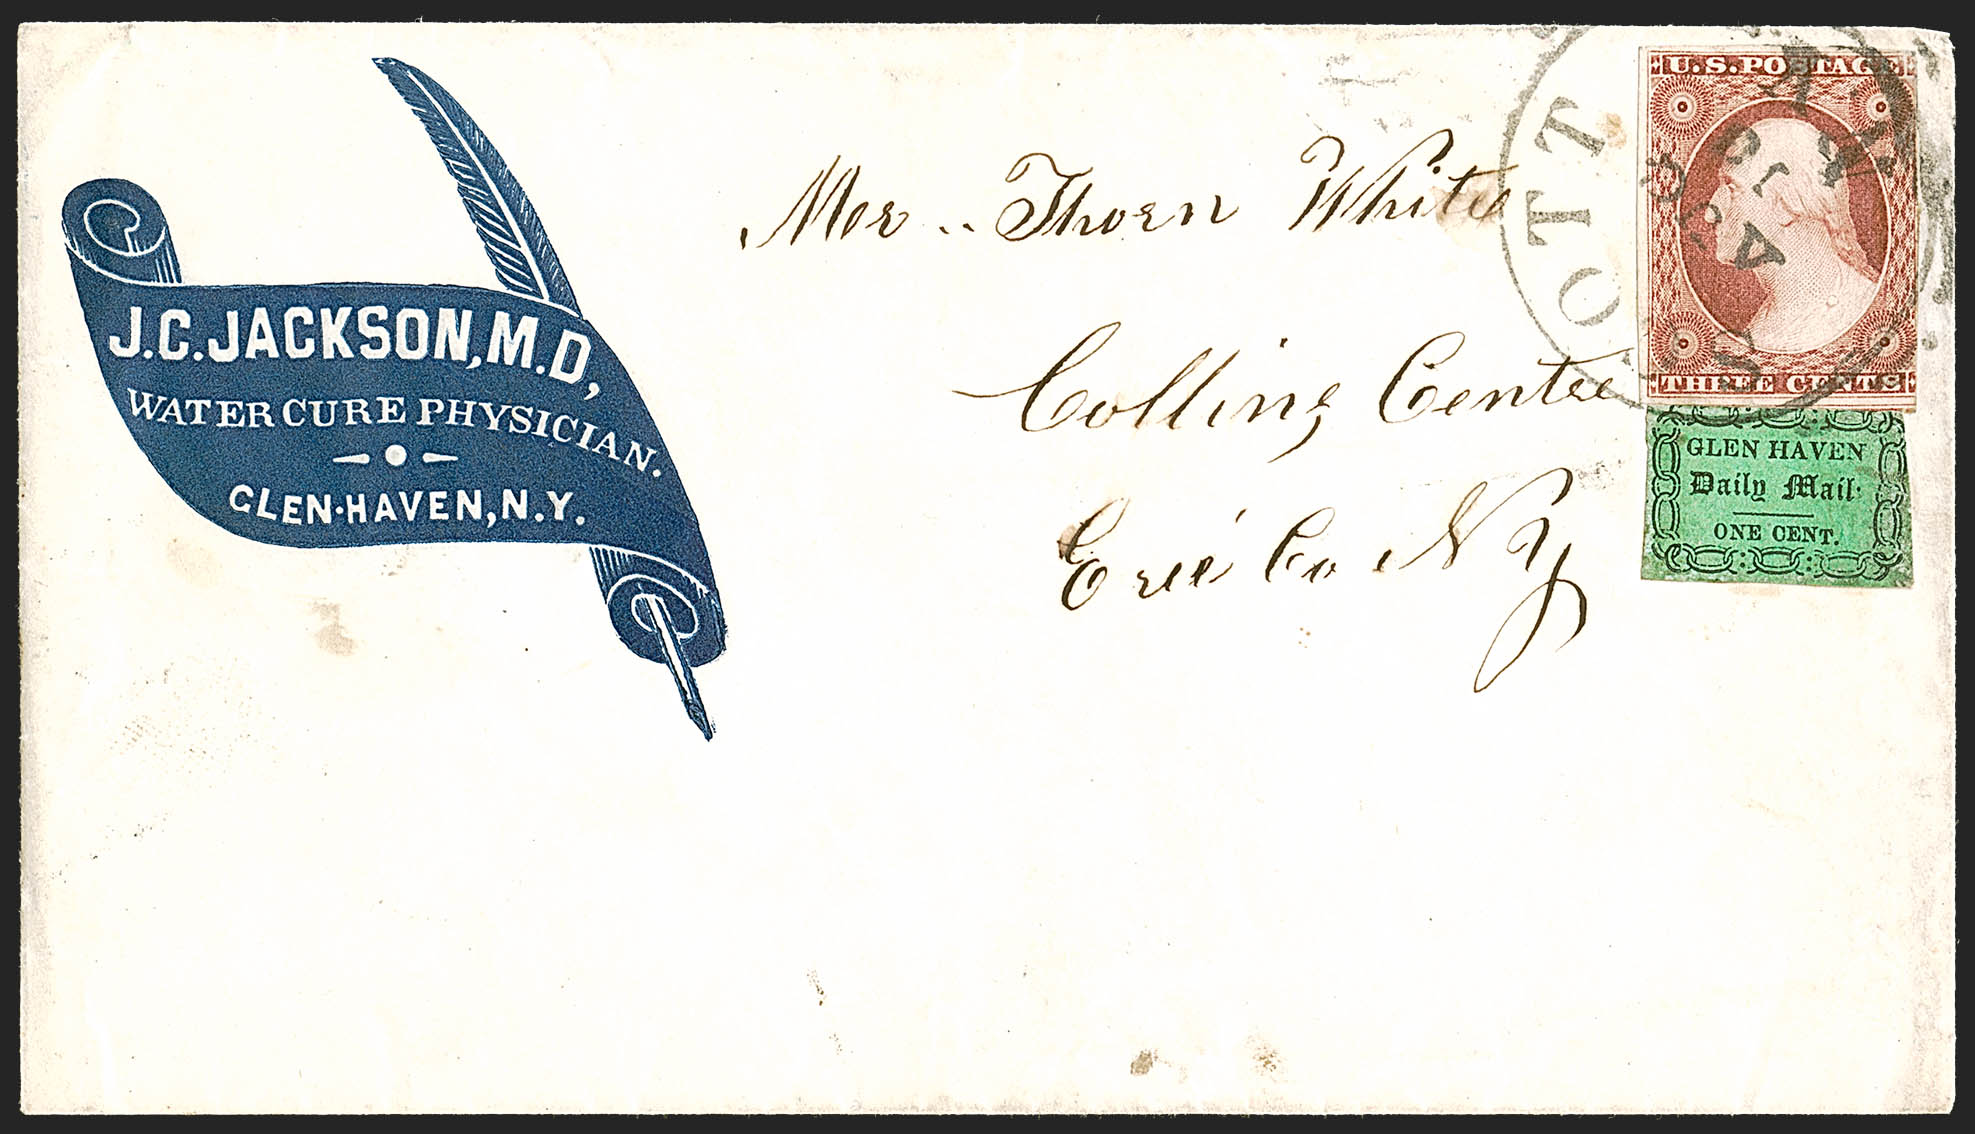 J.C. JACKSON, M.D,
WATER CURE PHYSICIAN.
GLEN·HAVEN, N.Y.
Thorn White
Collins Centre
Erie Co N Y
U.S. POSTAGE
THREE CENTS
GLEN HAVEN
Daily Mail·
ONE CENT.